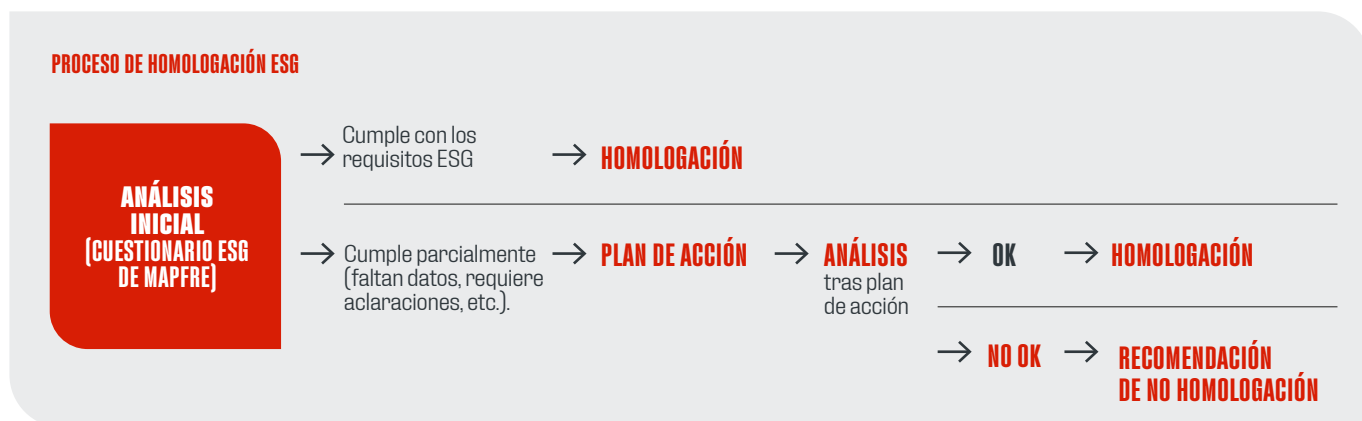 PROCESO DE HOMOLOGACIÓN ESG
ANÁLISIS
INICIAL
(CUESTIONARIO ESG
DE MAPFRE)
Cumple con los
requisitos ESG
HOMOLOGACIÓN
Cumple parcialmente
(faltan datos, requiere
aclaraciones, etc.).
PLAN DE ACCIÓN
ANÁLISIS
tras plan
de acción
OK
HOMOLOGACIÓN
NO OK
RECOMENDACIÓN
DE NO HOMOLOGACIÓN